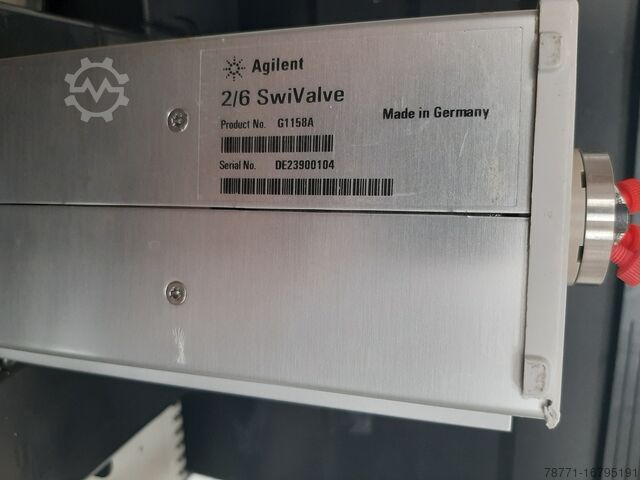 Agilent
2/6 SwiValve
Made in Germany
Product No. G1158A
Serial No. DE23900104
78771-16795191